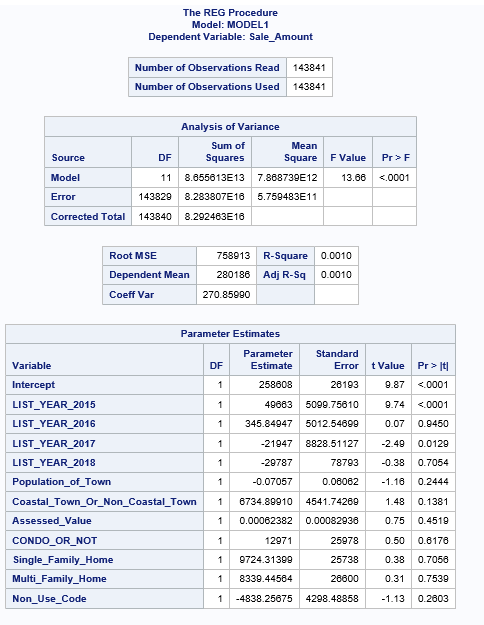 The REG Procedure
Model: MODEL1
Dependent Variable: Sale_Amount
Number of Observations Read 143841
Number of Observations Used 143841
Analysis of Variance
Source DF Sum of Squares Mean Square F Value Pr > F
Model 11 8.655613E13 7.868739E12 13.66 <.0001
Error 143829 8.283807E16 5.759483E11
Corrected Total 143840 8.292463E16
Root MSE 758913 R-Square 0.0010
Dependent Mean 280186 Adj R-Sq 0.0010
Coeff Var 270.85990
Parameter Estimates
Variable DF Parameter Estimate Standard Error t Value Pr > |t|
Intercept 1 258608 26193 9.87 <.0001
LIST_YEAR_2015 1 49663 5099.75610 9.74 <.0001
LIST_YEAR_2016 1 345.84947 5012.54699 0.07 0.9450
LIST_YEAR_2017 1 -21947 8828.51127 -2.49 0.0129
LIST_YEAR_2018 1 -29787 78793 -0.38 0.7054
Population_of_Town 1 -0.07057 0.06062 -1.16 0.2444
Coastal_Town_Or_Non_Coastal_Town 1 6734.89910 4541.74269 1.48 0.1381
Assessed_Value 1 0.00062382 0.00082936 0.75 0.4519
CONDO_OR_NOT 1 12971 25978 0.50 0.6176
Single_Family_Home 1 9724.31399 25738 0.38 0.7056
Multi_Family_Home 1 8339.44564 26600 0.31 0.7539
Non_Use_Code 1 -4838.25675 4298.48858 -1.13 0.2603